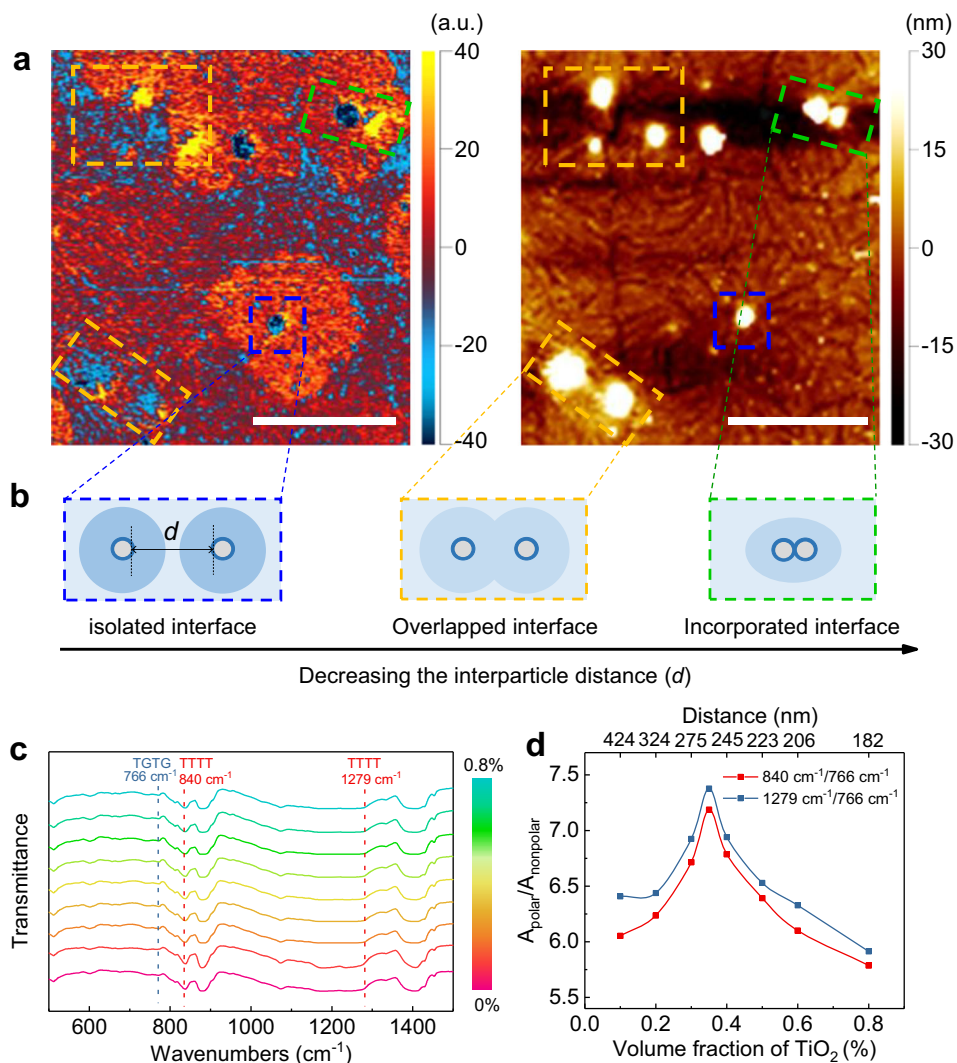 a
(a.u.)
40
20
0
-20
-40
(nm)
30
15
0
-15
-30
b
d
isolated interface
Overlapped interface
Incorporated interface
Decreasing the interparticle distance (d)
c
TGTG
766 cm⁻¹
TTTT
840 cm⁻¹
TTTT
1279 cm⁻¹
0.8%
0%
Transmittance
600 800 1000 1200 1400
Wavenumbers (cm⁻¹)
d
Distance (nm)
424 324 275 245 223 206 182
840 cm⁻¹/766 cm⁻¹
1279 cm⁻¹/766 cm⁻¹
7.5
7.0
6.5
6.0
5.5
A_polar/A_nonpolar
0.0 0.2 0.4 0.6 0.8
Volume fraction of TiO₂ (%)